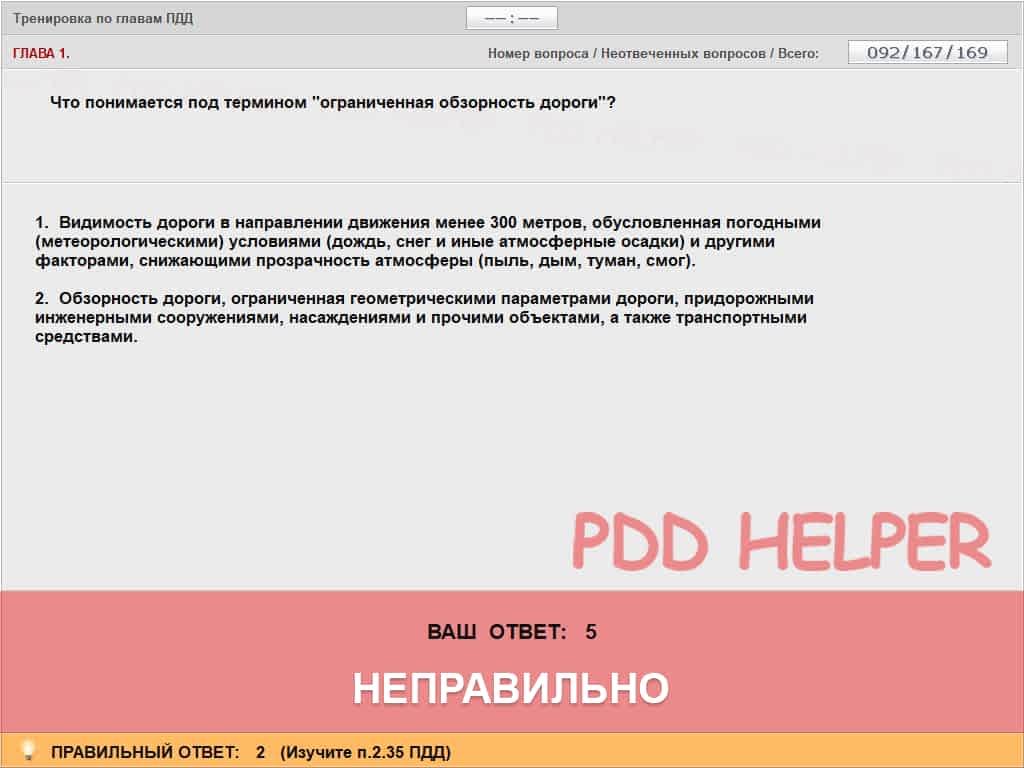 Тренировка по главам ПДД
—— : ——
ГЛАВА 1.
Номер вопроса / Неотвеченных вопросов / Всего:
092/167/169
Что понимается под термином "ограниченная обзорность дороги"?
1. Видимость дороги в направлении движения менее 300 метров, обусловленная погодными
(метеорологическими) условиями (дождь, снег и иные атмосферные осадки) и другими
факторами, снижающими прозрачность атмосферы (пыль, дым, туман, смог).
2. Обзорность дороги, ограниченная геометрическими параметрами дороги, придорожными
инженерными сооружениями, насаждениями и прочими объектами, а также транспортными
средствами.
PDD HELPER
ВАШ ОТВЕТ: 5
НЕПРАВИЛЬНО
ПРАВИЛЬНЫЙ ОТВЕТ: 2 (Изучите п.2.35 ПДД)